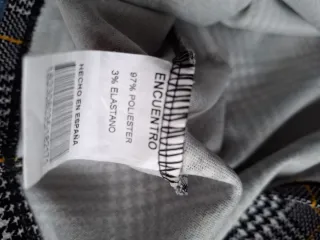 ENCUENTRO
97% POLIESTER
3% ELASTANO
HECHO EN ESPAÑA